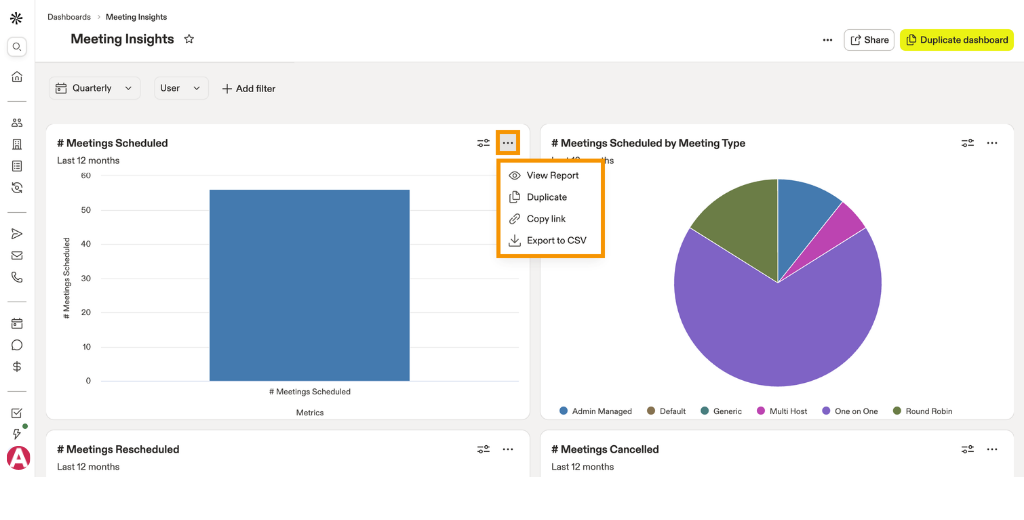 Dashboards > Meeting Insights
Meeting Insights
Share
Duplicate dashboard
Quarterly
User
Add filter
# Meetings Scheduled
Last 12 months
60
50
40
30
20
10
0
# Meetings Scheduled
# Meetings Scheduled
Metrics
View Report
Duplicate
Copy link
Export to CSV
# Meetings Scheduled by Meeting Type
Admin Managed
Default
Generic
Multi Host
One on One
Round Robin
# Meetings Rescheduled
Last 12 months
# Meetings Cancelled
Last 12 months
A